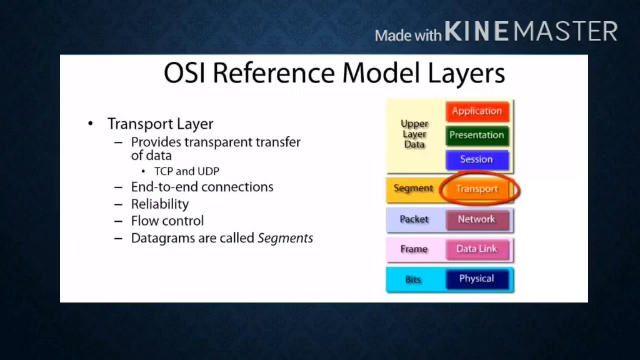 Made with KINEMASTER
OSI Reference Model Layers
• Transport Layer
– Provides transparent transfer
of data
• TCP and UDP
– End-to-end connections
– Reliability
– Flow control
– Datagrams are called Segments
Upper
Layer
Data
Application
Presentation
Session
Segment Transport
Packet Network
Frame Data Link
Bits Physical